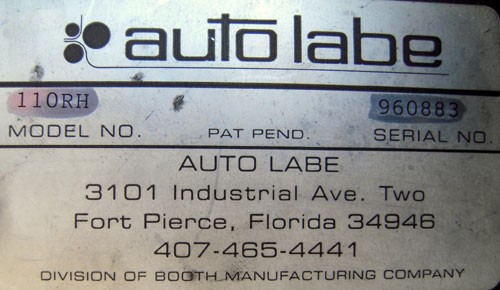 auto labe
110RH 960883
MODEL NO. PAT PEND. SERIAL NO.
AUTO LABE
3101 Industrial Ave. Two
Fort Pierce, Florida 34946
407-465-4441
DIVISION OF BOOTH MANUFACTURING COMPANY